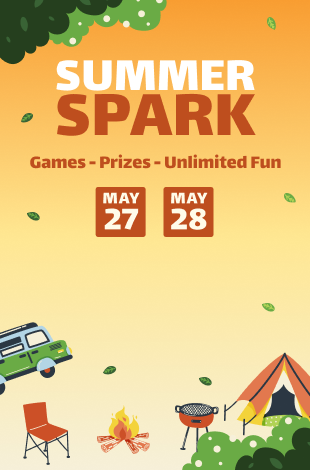 SUMMER
SPARK
Games - Prizes - Unlimited Fun
MAY MAY
27 28